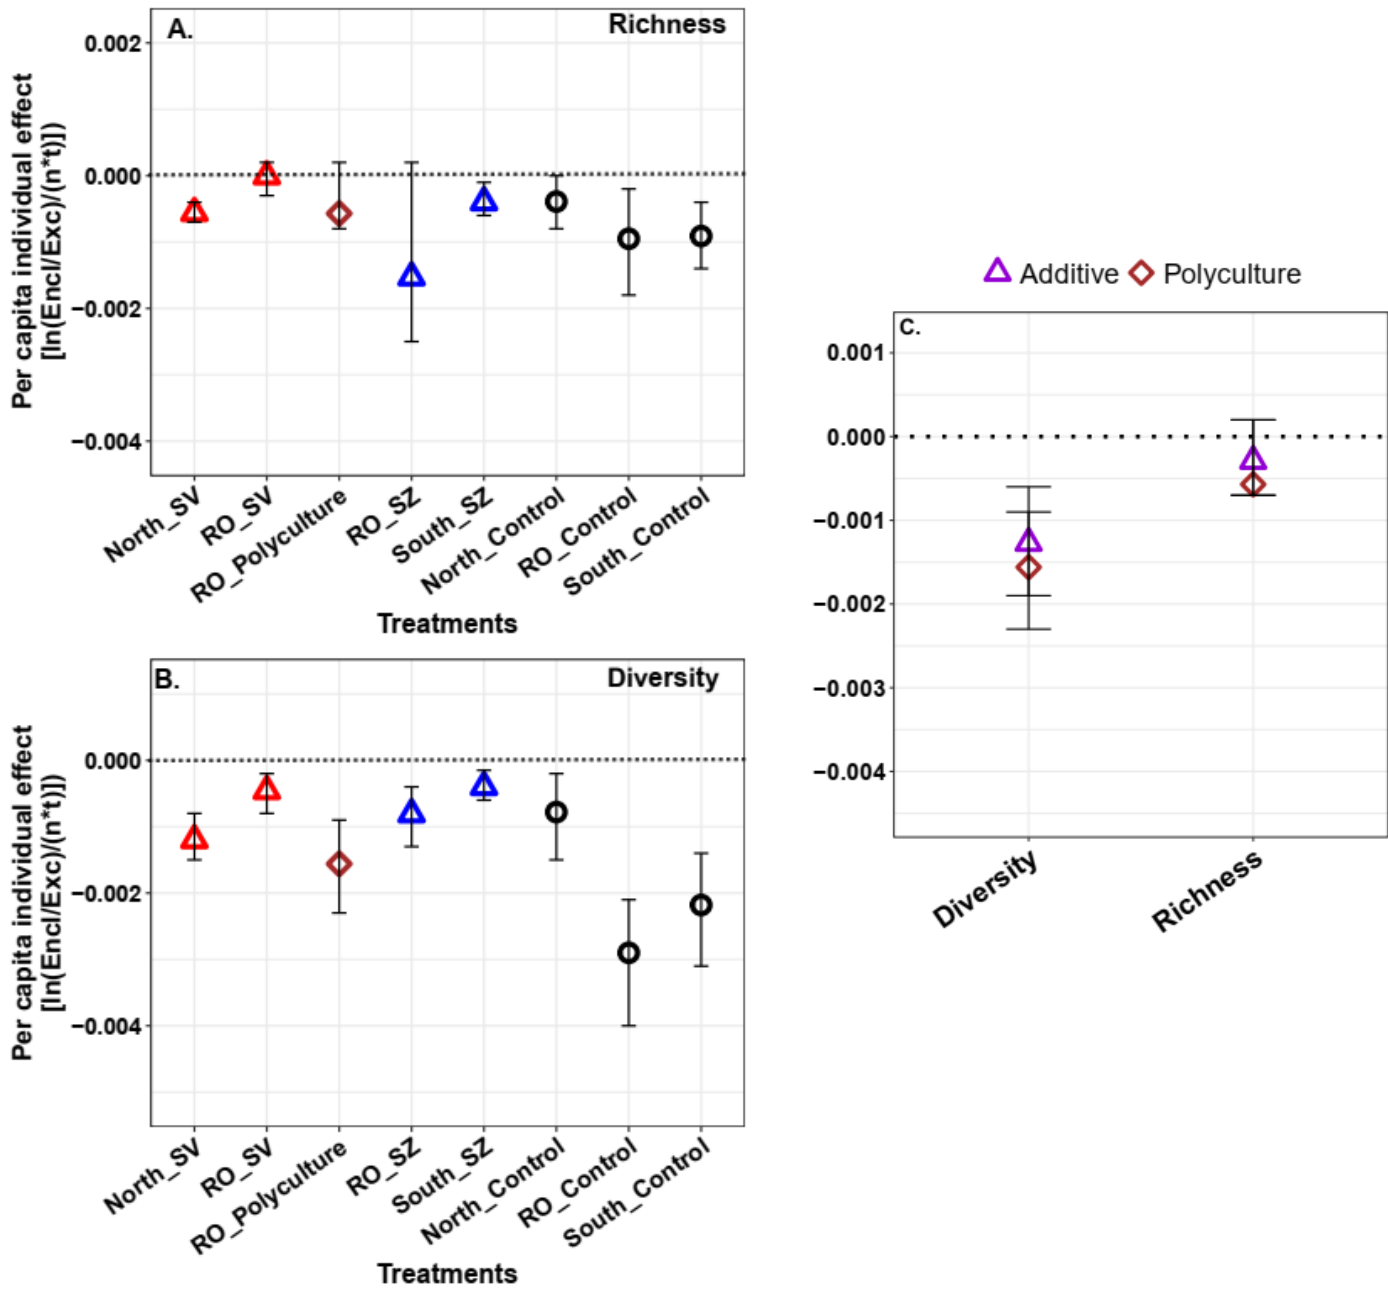 A.
Richness
Per capita individual effect
[ln(Encl/Exc)/(n*t)])
0.002
0.000
−0.002
−0.004
North_SV
RO_SV
RO_Polyculture
RO_SZ
South_SZ
North_Control
RO_Control
South_Control
Treatments
B.
Diversity
Per capita individual effect
[ln(Encl/Exc)/(n*t)])
0.000
−0.002
−0.004
North_SV
RO_SV
RO_Polyculture
RO_SZ
South_SZ
North_Control
RO_Control
South_Control
Treatments
Additive Polyculture
C.
0.001
0.000
−0.001
−0.002
−0.003
−0.004
Diversity
Richness